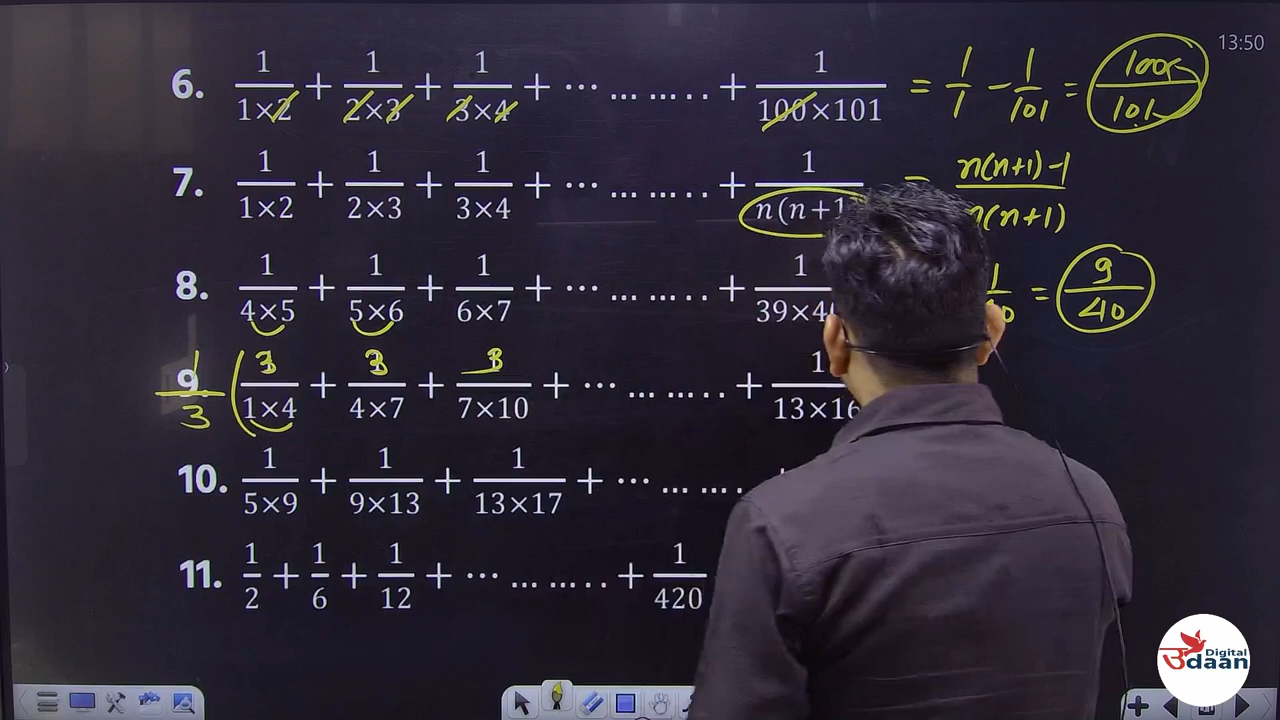 13:50
6. 1/1×2 + 1/2×3 + 1/3×4 + ⋯ … … . . + 1/100×101 = 1/1 − 1/101 = 100/101
7. 1/1×2 + 1/2×3 + 1/3×4 + ⋯ … … . . + 1/n(n+1 = n(n+1)-1/n(n+1)
8. 1/4×5 + 1/5×6 + 1/6×7 + ⋯ … … . . + 1/39×4 = 9/40
9. 1/3 ( 3/1×4 + 3/4×7 + 3/7×10 + ⋯ … … . . + 1/13×16
10. 1/5×9 + 1/9×13 + 1/13×17 + ⋯ … … .
11. 1/2 + 1/6 + 1/12 + ⋯ … … . . + 1/420
Digital
उdaan